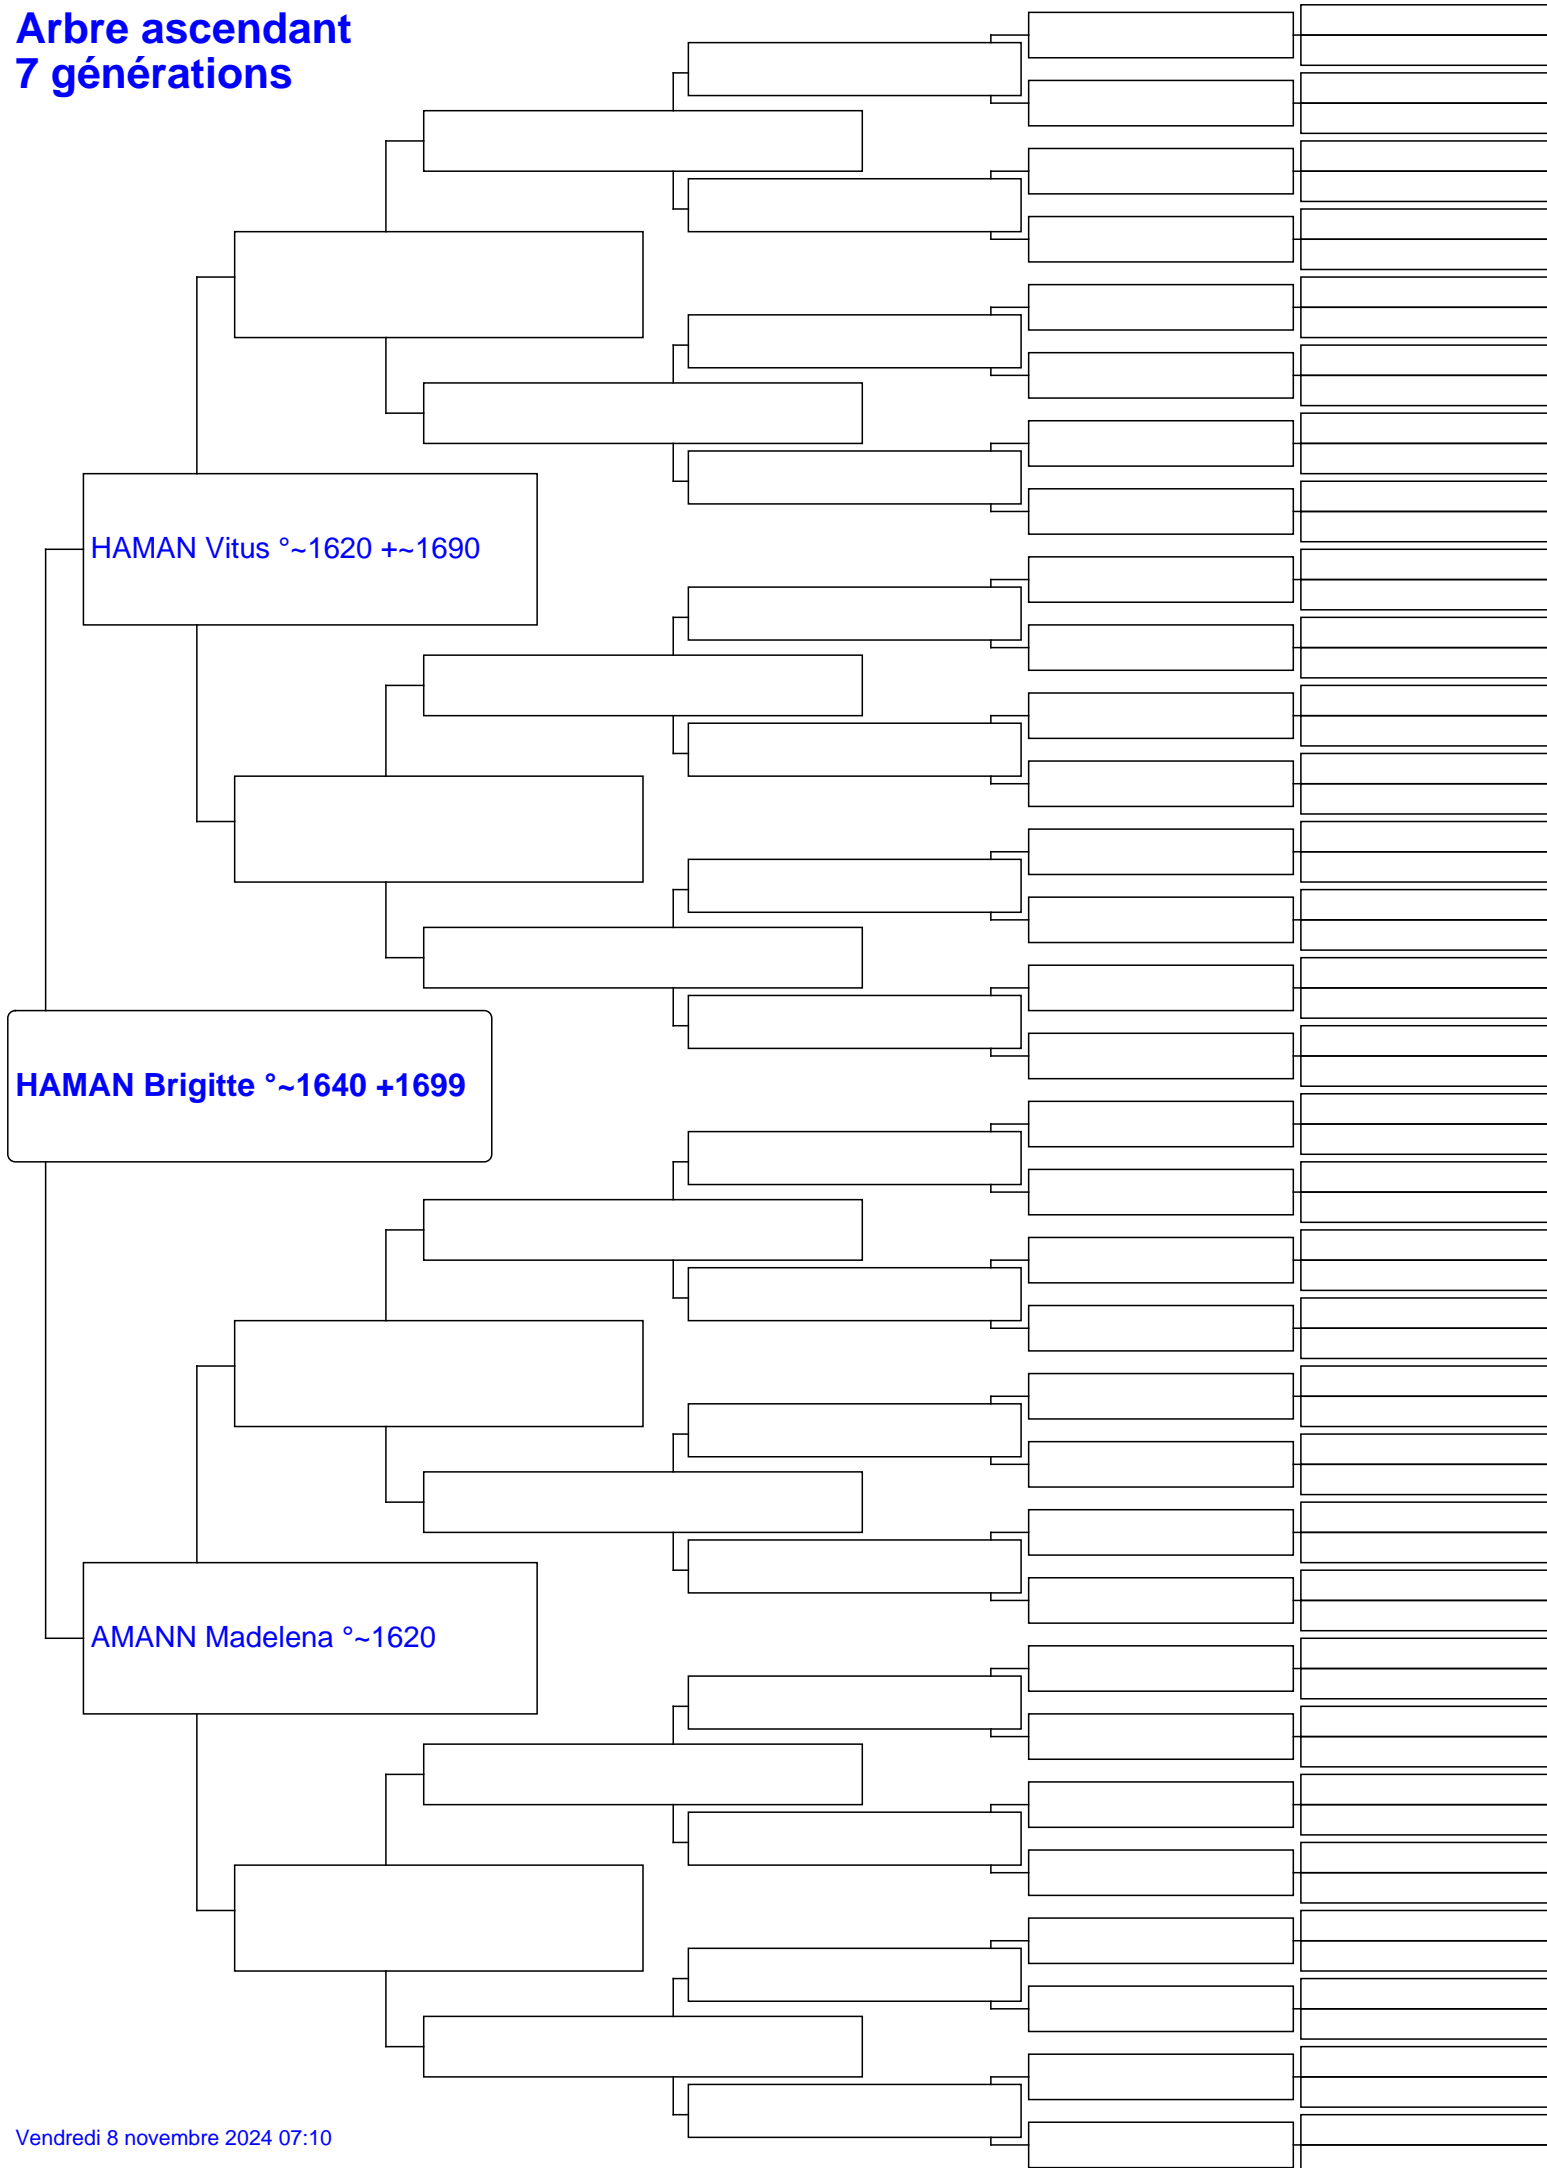 Arbre ascendant
7 générations
HAMAN Vitus °~1620 +~1690
HAMAN Brigitte °~1640 +1699
AMANN Madelena °~1620
Vendredi 8 novembre 2024 07:10